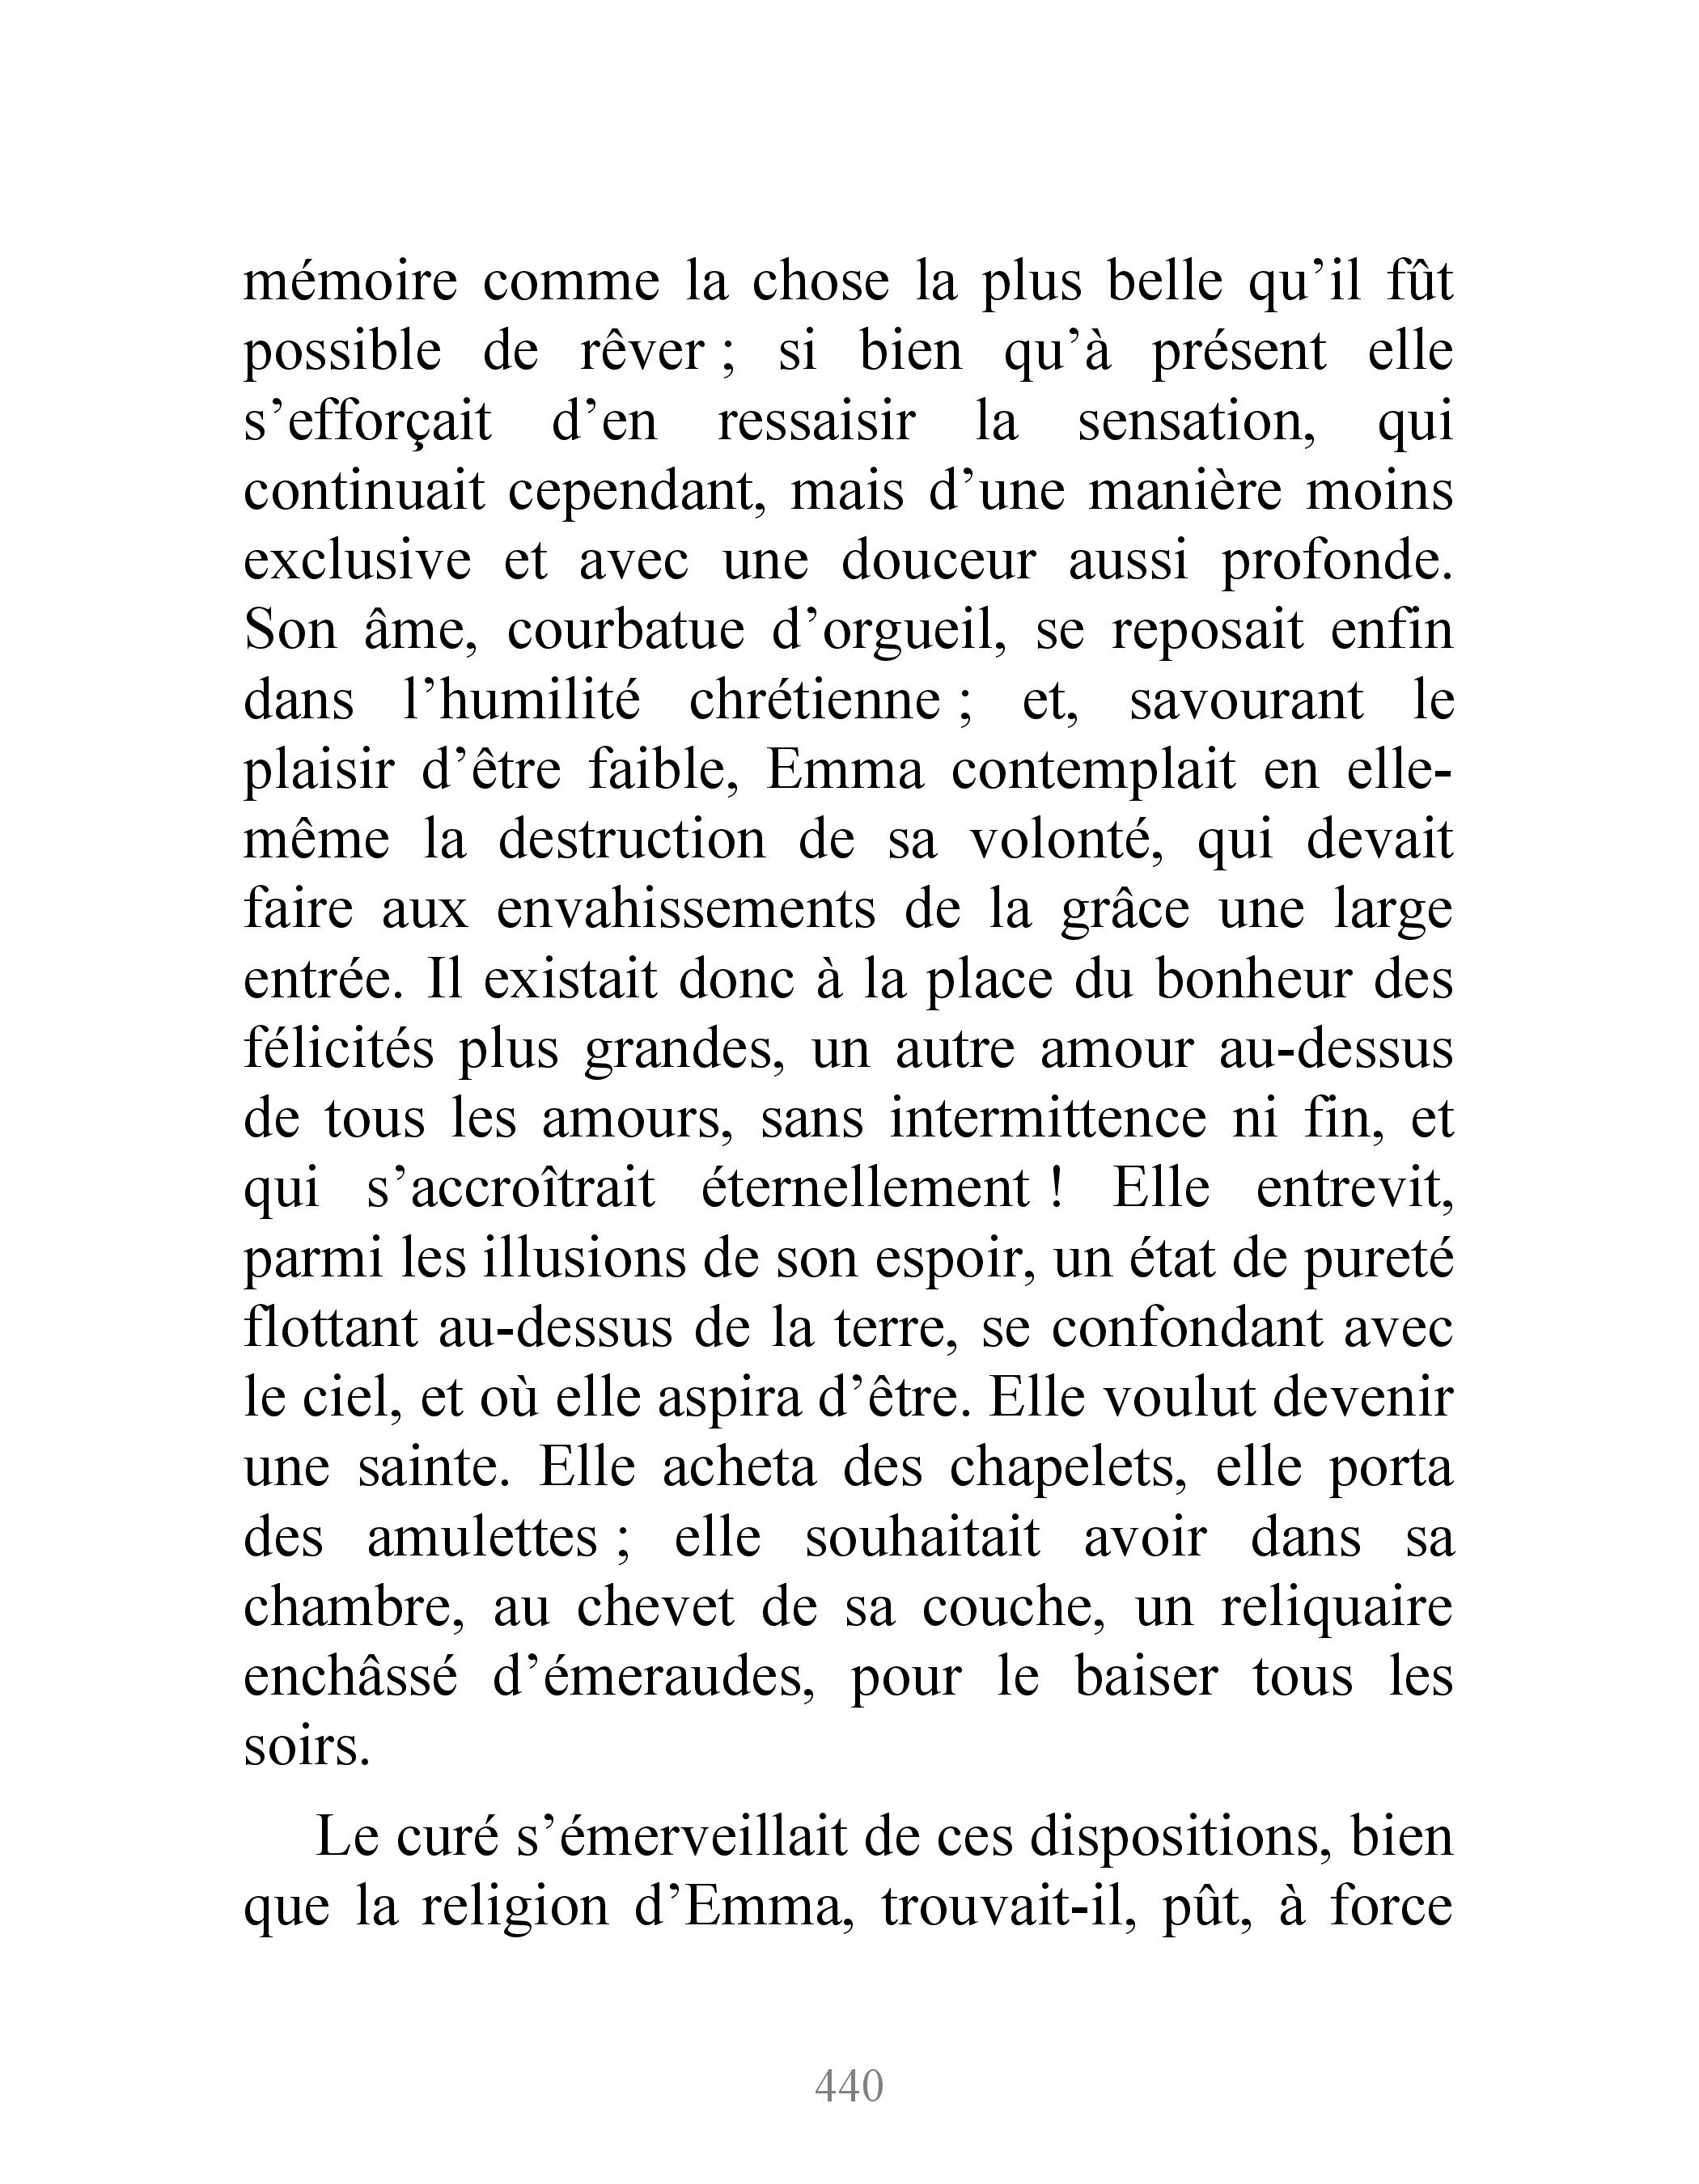 mémoire comme la chose la plus belle qu’il fût
possible de rêver ; si bien qu’à présent elle
s’efforçait d’en ressaisir la sensation, qui
continuait cependant, mais d’une manière moins
exclusive et avec une douceur aussi profonde.
Son âme, courbatue d’orgueil, se reposait enfin
dans l’humilité chrétienne ; et, savourant le
plaisir d’être faible, Emma contemplait en elle-
même la destruction de sa volonté, qui devait
faire aux envahissements de la grâce une large
entrée. Il existait donc à la place du bonheur des
félicités plus grandes, un autre amour au-dessus
de tous les amours, sans intermittence ni fin, et
qui s’accroîtrait éternellement ! Elle entrevit,
parmi les illusions de son espoir, un état de pureté
flottant au-dessus de la terre, se confondant avec
le ciel, et où elle aspira d’être. Elle voulut devenir
une sainte. Elle acheta des chapelets, elle porta
des amulettes ; elle souhaitait avoir dans sa
chambre, au chevet de sa couche, un reliquaire
enchâssé d’émeraudes, pour le baiser tous les
soirs.
Le curé s’émerveillait de ces dispositions, bien
que la religion d’Emma, trouvait-il, pût, à force
440